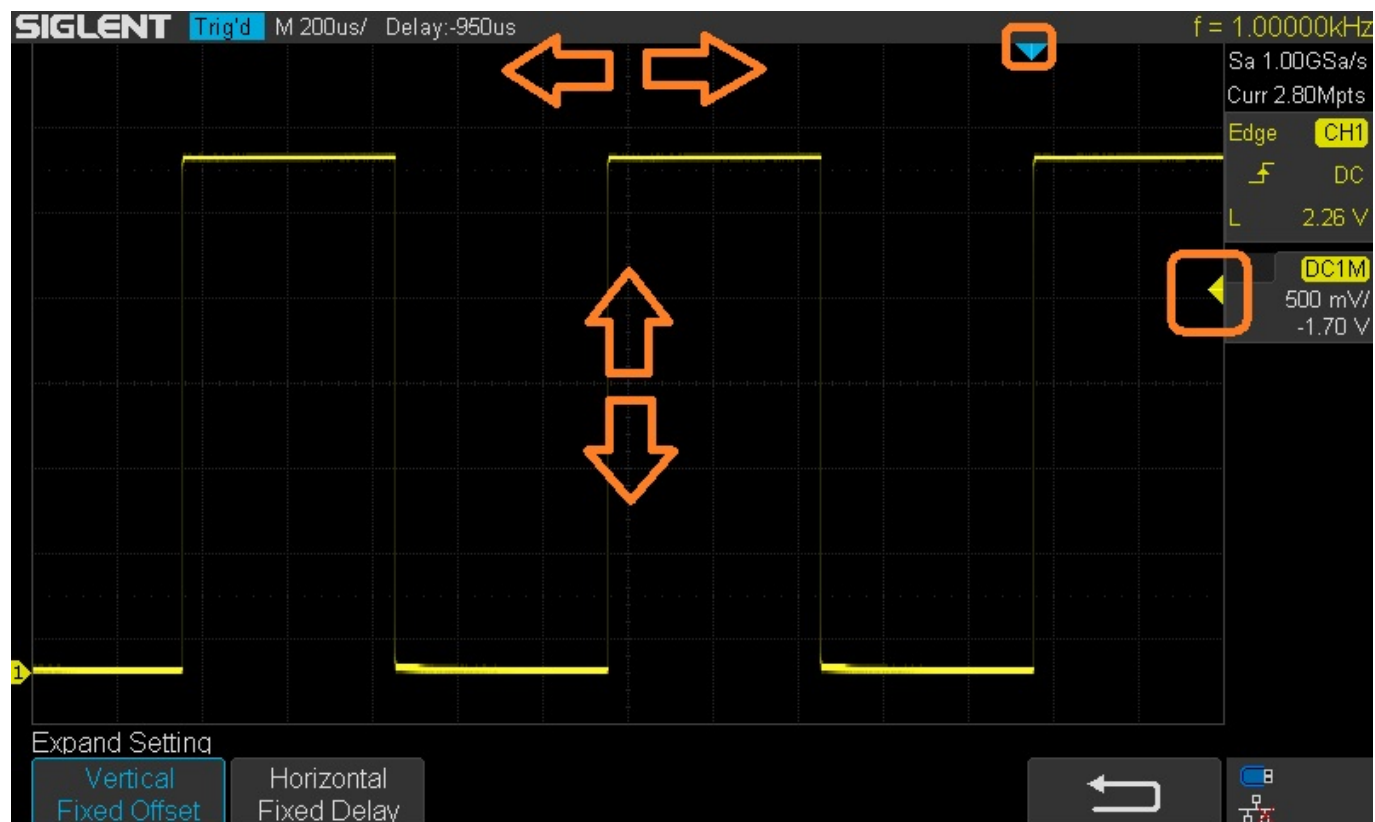 SIGLENT Trig'd M 200us/ Delay:-950us f = 1.00000kHz
Sa 1.00GSa/s
Curr 2.80Mpts
Edge CH1
DC
L 2.26 V
DC1M
500 mV/
-1.70 V
1
Expand Setting
Vertical
Fixed Offset
Horizontal
Fixed Delay